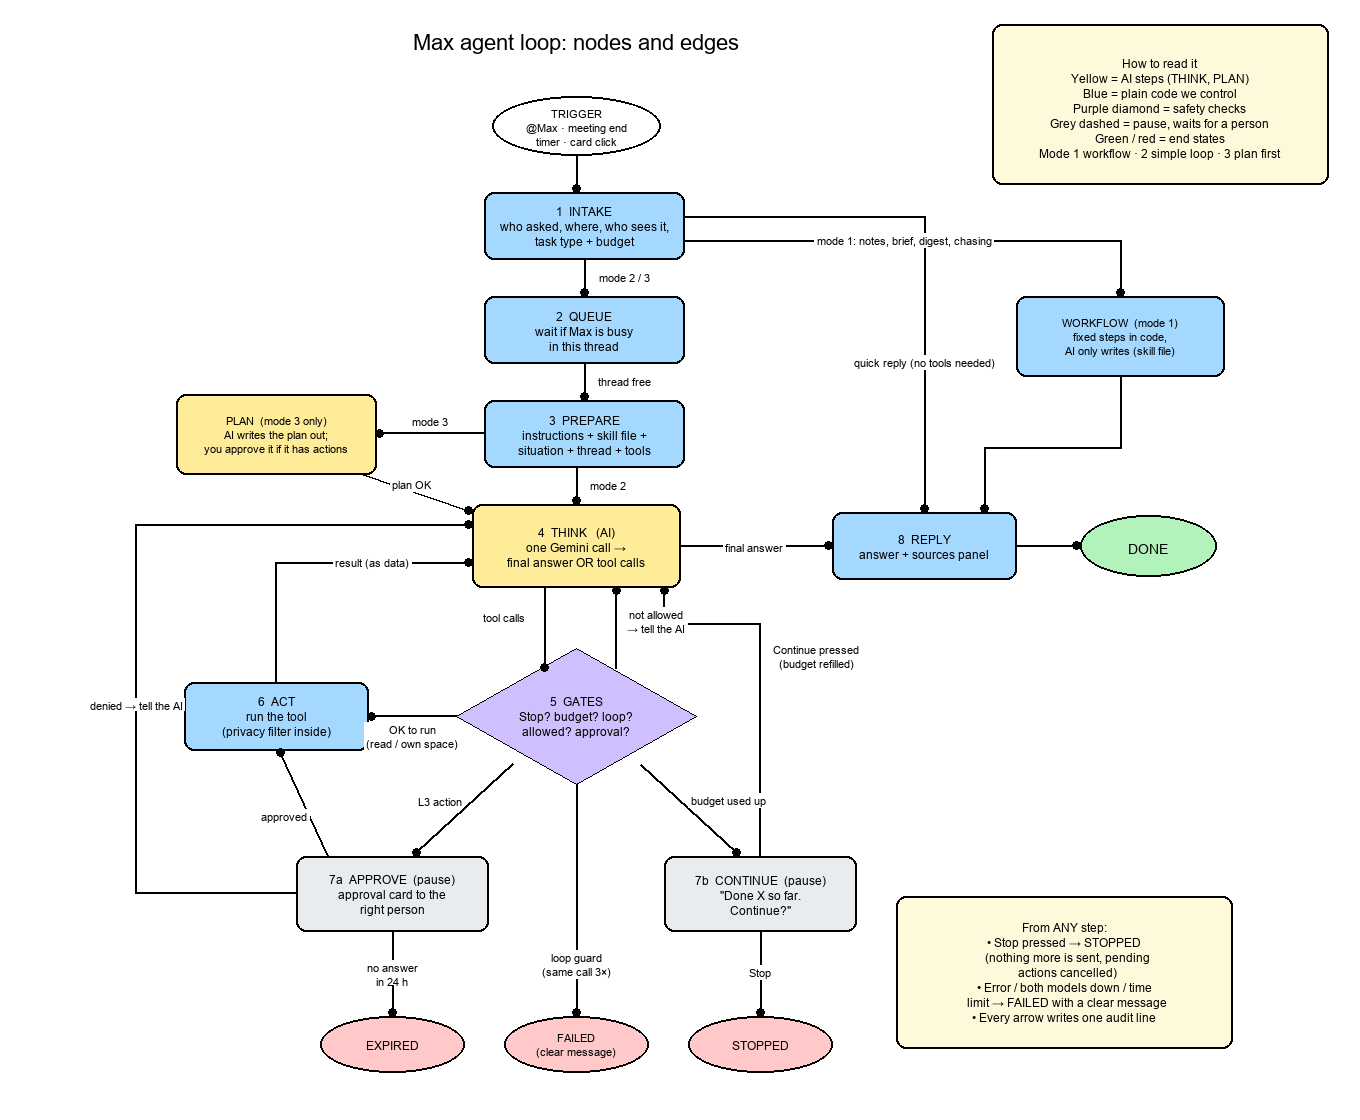 Max agent loop: nodes and edges
How to read it
Yellow = AI steps (THINK, PLAN)
Blue = plain code we control
Purple diamond = safety checks
Grey dashed = pause, waits for a person
Green / red = end states
Mode 1 workflow · 2 simple loop · 3 plan first
TRIGGER
@Max · meeting end
timer · card click
1  INTAKE
who asked, where, who sees it,
task type + budget
mode 1: notes, brief, digest, chasing
mode 2 / 3
2  QUEUE
wait if Max is busy
in this thread
WORKFLOW  (mode 1)
fixed steps in code,
AI only writes (skill file)
quick reply (no tools needed)
thread free
PLAN  (mode 3 only)
AI writes the plan out;
you approve it if it has actions
mode 3
3  PREPARE
instructions + skill file +
situation + thread + tools
plan OK
mode 2
4  THINK   (AI)
one Gemini call →
final answer OR tool calls
final answer
8  REPLY
answer + sources panel
DONE
result (as data)
tool calls
not allowed
→ tell the AI
Continue pressed
(budget refilled)
denied → tell the AI
6  ACT
run the tool
(privacy filter inside)
OK to run
(read / own space)
5  GATES
Stop? budget? loop?
allowed? approval?
L3 action
budget used up
approved
7a  APPROVE  (pause)
approval card to the
right person
7b  CONTINUE  (pause)
"Done X so far.
Continue?"
no answer
in 24 h
loop guard
(same call 3×)
Stop
From ANY step:
• Stop pressed → STOPPED
(nothing more is sent, pending
actions cancelled)
• Error / both models down / time
limit → FAILED with a clear message
• Every arrow writes one audit line
EXPIRED
FAILED
(clear message)
STOPPED